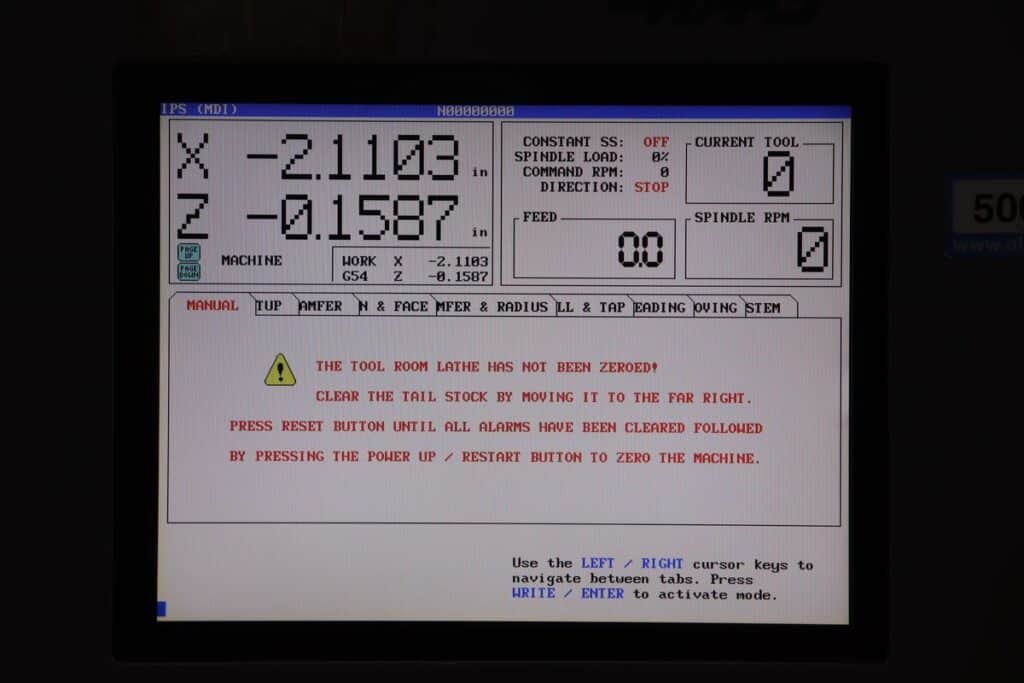 IPS (MDI) N00000000
X -2.1103 in
Z -0.1587 in
PAGE UP
PAGE DOWN
MACHINE
WORK X -2.1103
G54 Z -0.1587
CONSTANT SS: OFF
SPINDLE LOAD: 0%
COMMAND RPM: 0
DIRECTION: STOP
CURRENT TOOL
0
FEED
0.0
SPINDLE RPM
0
MANUAL TUP AMFER N & FACE MFER & RADIUS LL & TAP EADING OVING STEM
THE TOOL ROOM LATHE HAS NOT BEEN ZEROED!
CLEAR THE TAIL STOCK BY MOVING IT TO THE FAR RIGHT.
PRESS RESET BUTTON UNTIL ALL ALARMS HAVE BEEN CLEARED FOLLOWED
BY PRESSING THE POWER UP / RESTART BUTTON TO ZERO THE MACHINE.
Use the LEFT / RIGHT cursor keys to
navigate between tabs. Press
WRITE / ENTER to activate mode.
500
www.a